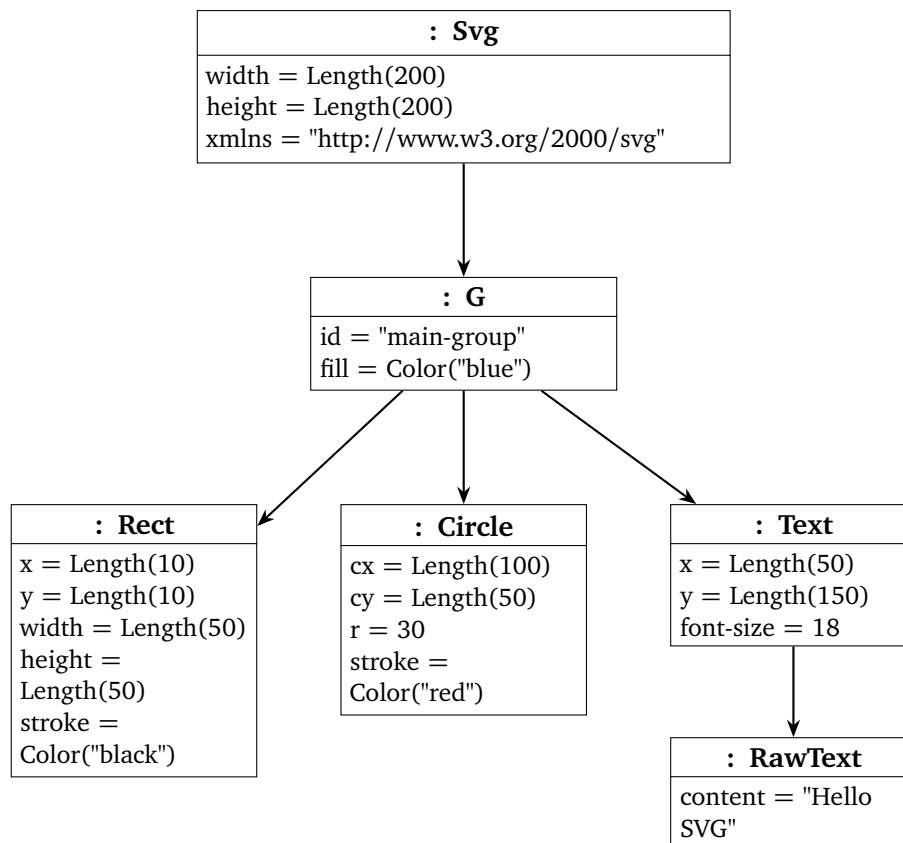 : Svg
width = Length(200)
height = Length(200)
xmlns = "http://www.w3.org/2000/svg"
: G
id = "main-group"
fill = Color("blue")
: Rect
x = Length(10)
y = Length(10)
width = Length(50)
height =
Length(50)
stroke =
Color("black")
: Circle
cx = Length(100)
cy = Length(50)
r = 30
stroke =
Color("red")
: Text
x = Length(50)
y = Length(150)
font-size = 18
: RawText
content = "Hello
SVG"